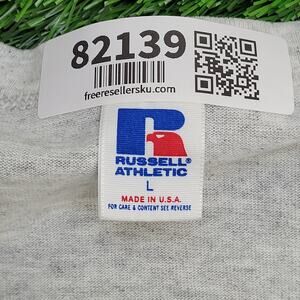 82139
freeresellersku.com
RUSSELL®
ATHLETIC
L
MADE IN U.S.A.
FOR CARE & CONTENT SEE REVERSE